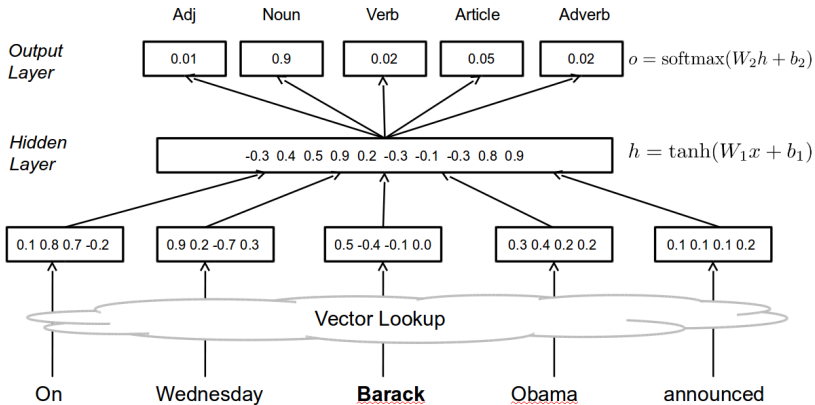 Adj Noun Verb Article Adverb
Output
Layer
0.01 0.9 0.02 0.05 0.02
o = softmax(W₂h + b₂)
Hidden
Layer
-0.3 0.4 0.5 0.9 0.2 -0.3 -0.1 -0.3 0.8 0.9
h = tanh(W₁x + b₁)
0.1 0.8 0.7 -0.2 0.9 0.2 -0.7 0.3 0.5 -0.4 -0.1 0.0 0.3 0.4 0.2 0.2 0.1 0.1 0.1 0.2
Vector Lookup
On Wednesday Barack Obama announced